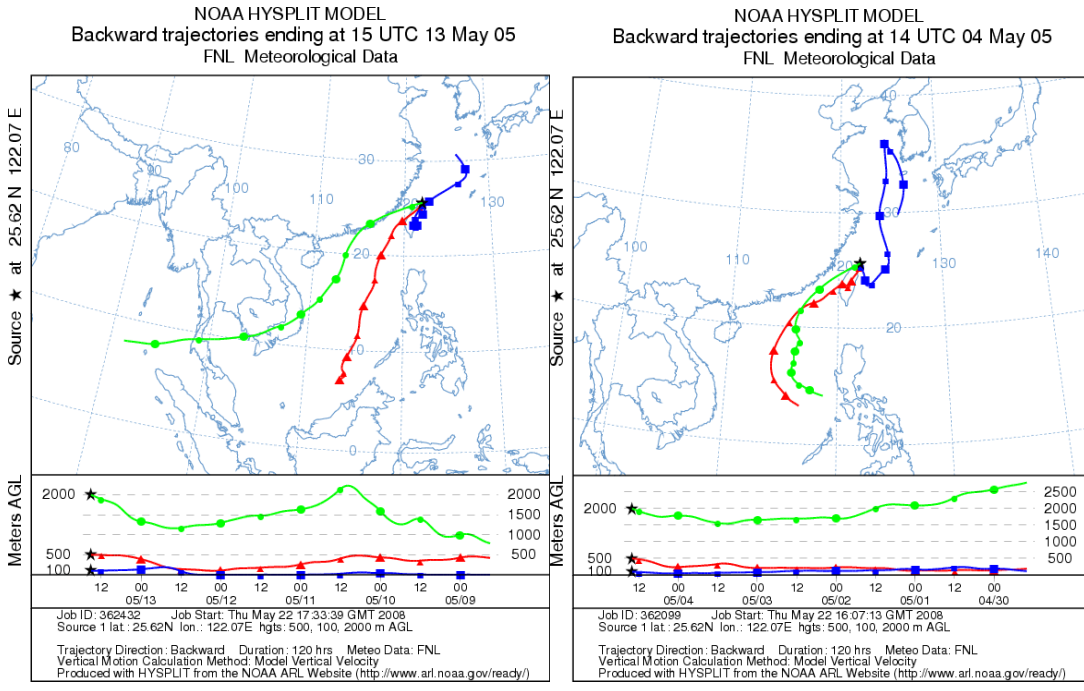 NOAA HYSPLIT MODEL
Backward trajectories ending at 15 UTC 13 May 05
FNL Meteorological Data
Source ★ at 25.62 N 122.07 E
80
90
100
110
30
20
130
20
10
0
Meters AGL
2000
1500
1000
500
2000
500
100
12 00 12 00 12 00 12 00 12 00
05/13 05/12 05/11 05/10 05/09
Job ID: 362432 Job Start: Thu May 22 17:33:39 GMT 2008
Source 1 lat.: 25.62N lon.: 122.07E hgts: 500, 100, 2000 m AGL
Trajectory Direction: Backward Duration: 120 hrs Meteo Data: FNL
Vertical Motion Calculation Method: Model Vertical Velocity
Produced with HYSPLIT from the NOAA ARL Website (http://www.arl.noaa.gov/ready/)
NOAA HYSPLIT MODEL
Backward trajectories ending at 14 UTC 04 May 05
FNL Meteorological Data
Source ★ at 25.62 N 122.07 E
40
30
100
110
120
130
140
20
Meters AGL
2500
2000
1500
1000
500
2000
500
100
12 00 12 00 12 00 12 00 12 00
05/04 05/03 05/02 05/01 04/30
Job ID: 362099 Job Start: Thu May 22 16:07:13 GMT 2008
Source 1 lat.: 25.62N lon.: 122.07E hgts: 500, 100, 2000 m AGL
Trajectory Direction: Backward Duration: 120 hrs Meteo Data: FNL
Vertical Motion Calculation Method: Model Vertical Velocity
Produced with HYSPLIT from the NOAA ARL Website (http://www.arl.noaa.gov/ready/)